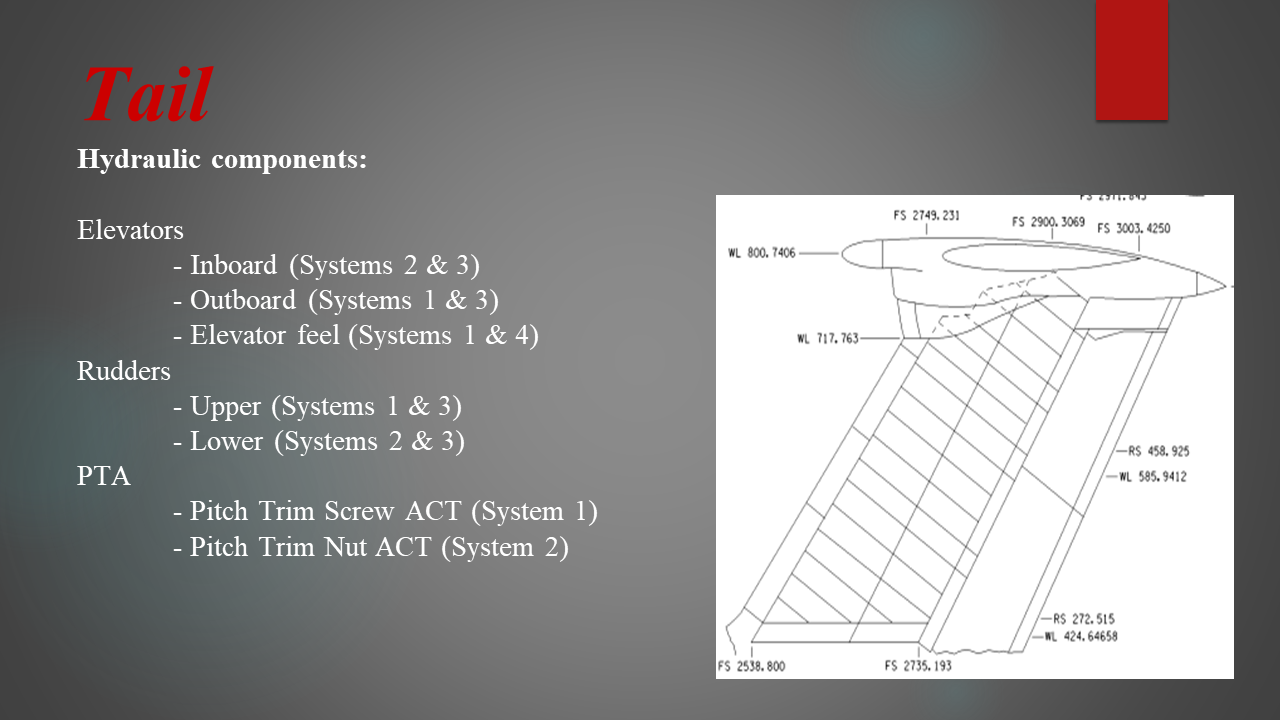 Tail
Hydraulic components:
Elevators
- Inboard (Systems 2 & 3)
- Outboard (Systems 1 & 3)
- Elevator feel (Systems 1 & 4)
Rudders
- Upper (Systems 1 & 3)
- Lower (Systems 2 & 3)
PTA
- Pitch Trim Screw ACT (System 1)
- Pitch Trim Nut ACT (System 2)
FS 2749.231
FS 2900.3069
FS 3003.4250
WL 800.7406
WL 717.763
RS 458.925
WL 585.9412
RS 272.515
WL 424.64658
FS 2538.800
FS 2735.193